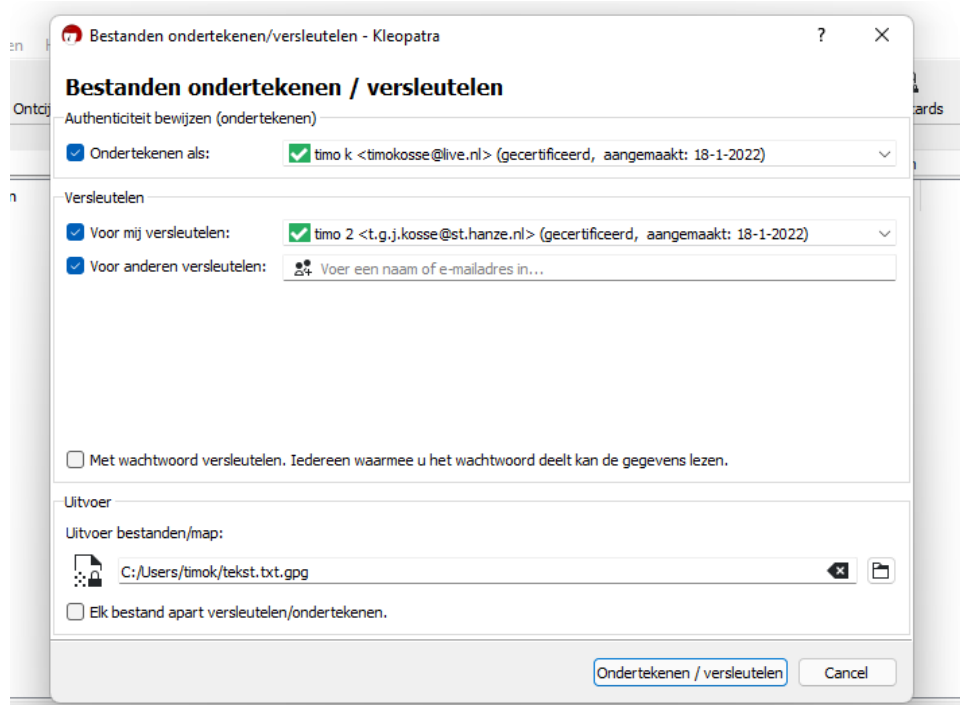 Bestanden ondertekenen/versleutelen - Kleopatra ?
en
Ontcij
ards
Bestanden ondertekenen / versleutelen
Authenticiteit bewijzen (ondertekenen)
Ondertekenen als: timo k <timokosse@live.nl> (gecertificeerd, aangemaakt: 18-1-2022)
n
Versleutelen
Voor mij versleutelen: timo 2 <t.g.j.kosse@st.hanze.nl> (gecertificeerd, aangemaakt: 18-1-2022)
Voor anderen versleutelen: Voer een naam of e-mailadres in...
Met wachtwoord versleutelen. Iedereen waarmee u het wachtwoord deelt kan de gegevens lezen.
Uitvoer
Uitvoer bestanden/map:
C:/Users/timok/tekst.txt.gpg
Elk bestand apart versleutelen/ondertekenen.
Ondertekenen / versleutelen Cancel